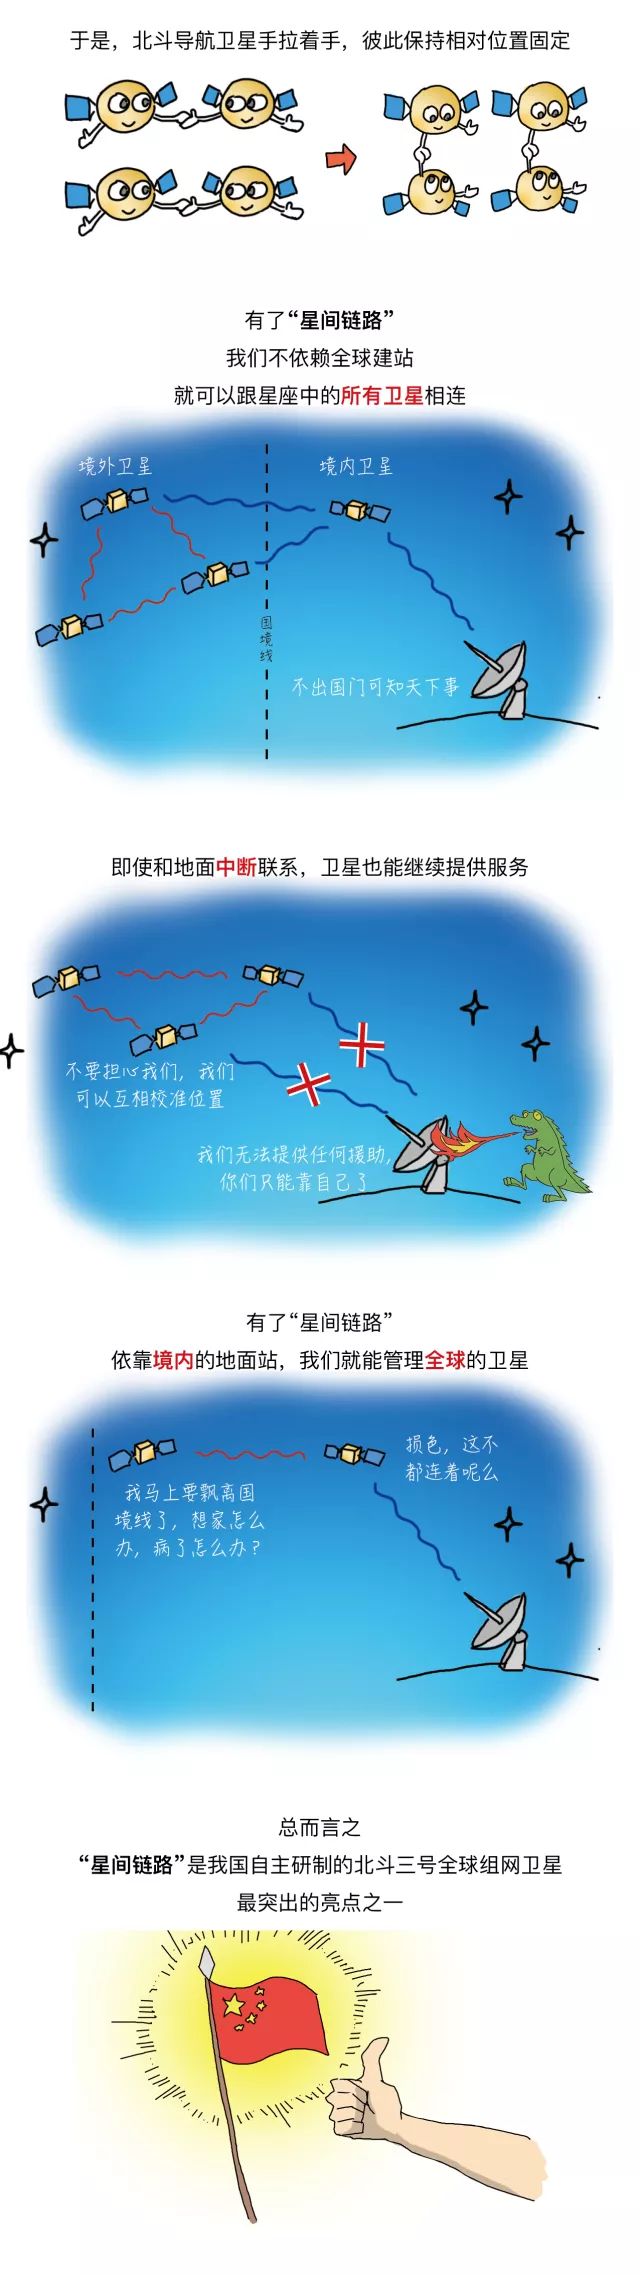 于是，北斗导航卫星手拉着手，彼此保持相对位置固定
有了“星间链路”
我们不依赖全球建站
就可以跟星座中的所有卫星相连
境外卫星
境内卫星
国境线
不出国门可知天下事
即使和地面中断联系，卫星也能继续提供服务
不要担心我们，我们
可以互相校准位置
我们无法提供任何援助，
你们只能靠自己了
有了“星间链路”
依靠境内的地面站，我们就能管理全球的卫星
我马上要飘离国
境线了，想家怎么
办，病了怎么办？
损色，这不
都连着呢么
总而言之
“星间链路”是我国自主研制的北斗三号全球组网卫星
最突出的亮点之一